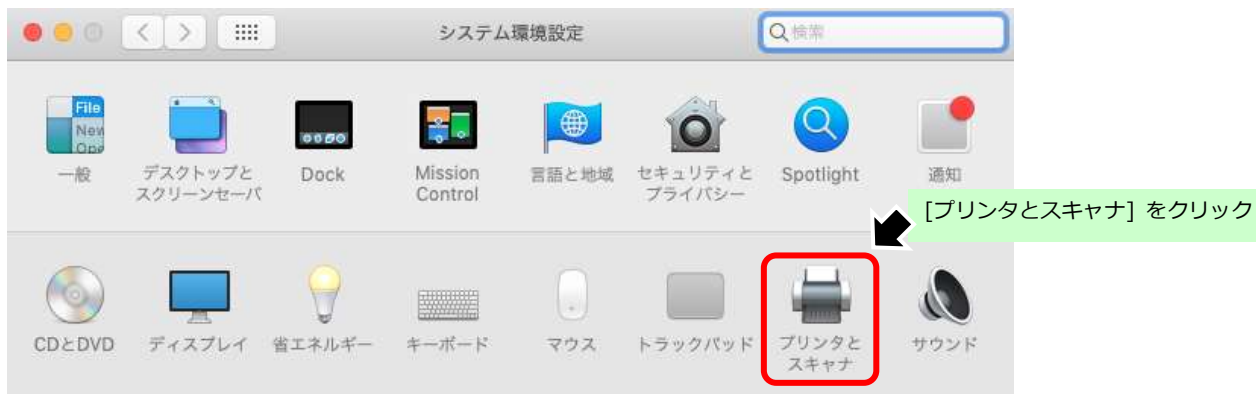 システム環境設定
検索
File
New
Ope
一般
デスクトップと
スクリーンセーバ
Dock
Mission
Control
言語と地域
セキュリティと
プライバシー
Spotlight
通知
[プリンタとスキャナ] をクリック
CDとDVD
ディスプレイ
省エネルギー
キーボード
マウス
トラックパッド
プリンタと
スキャナ
サウンド